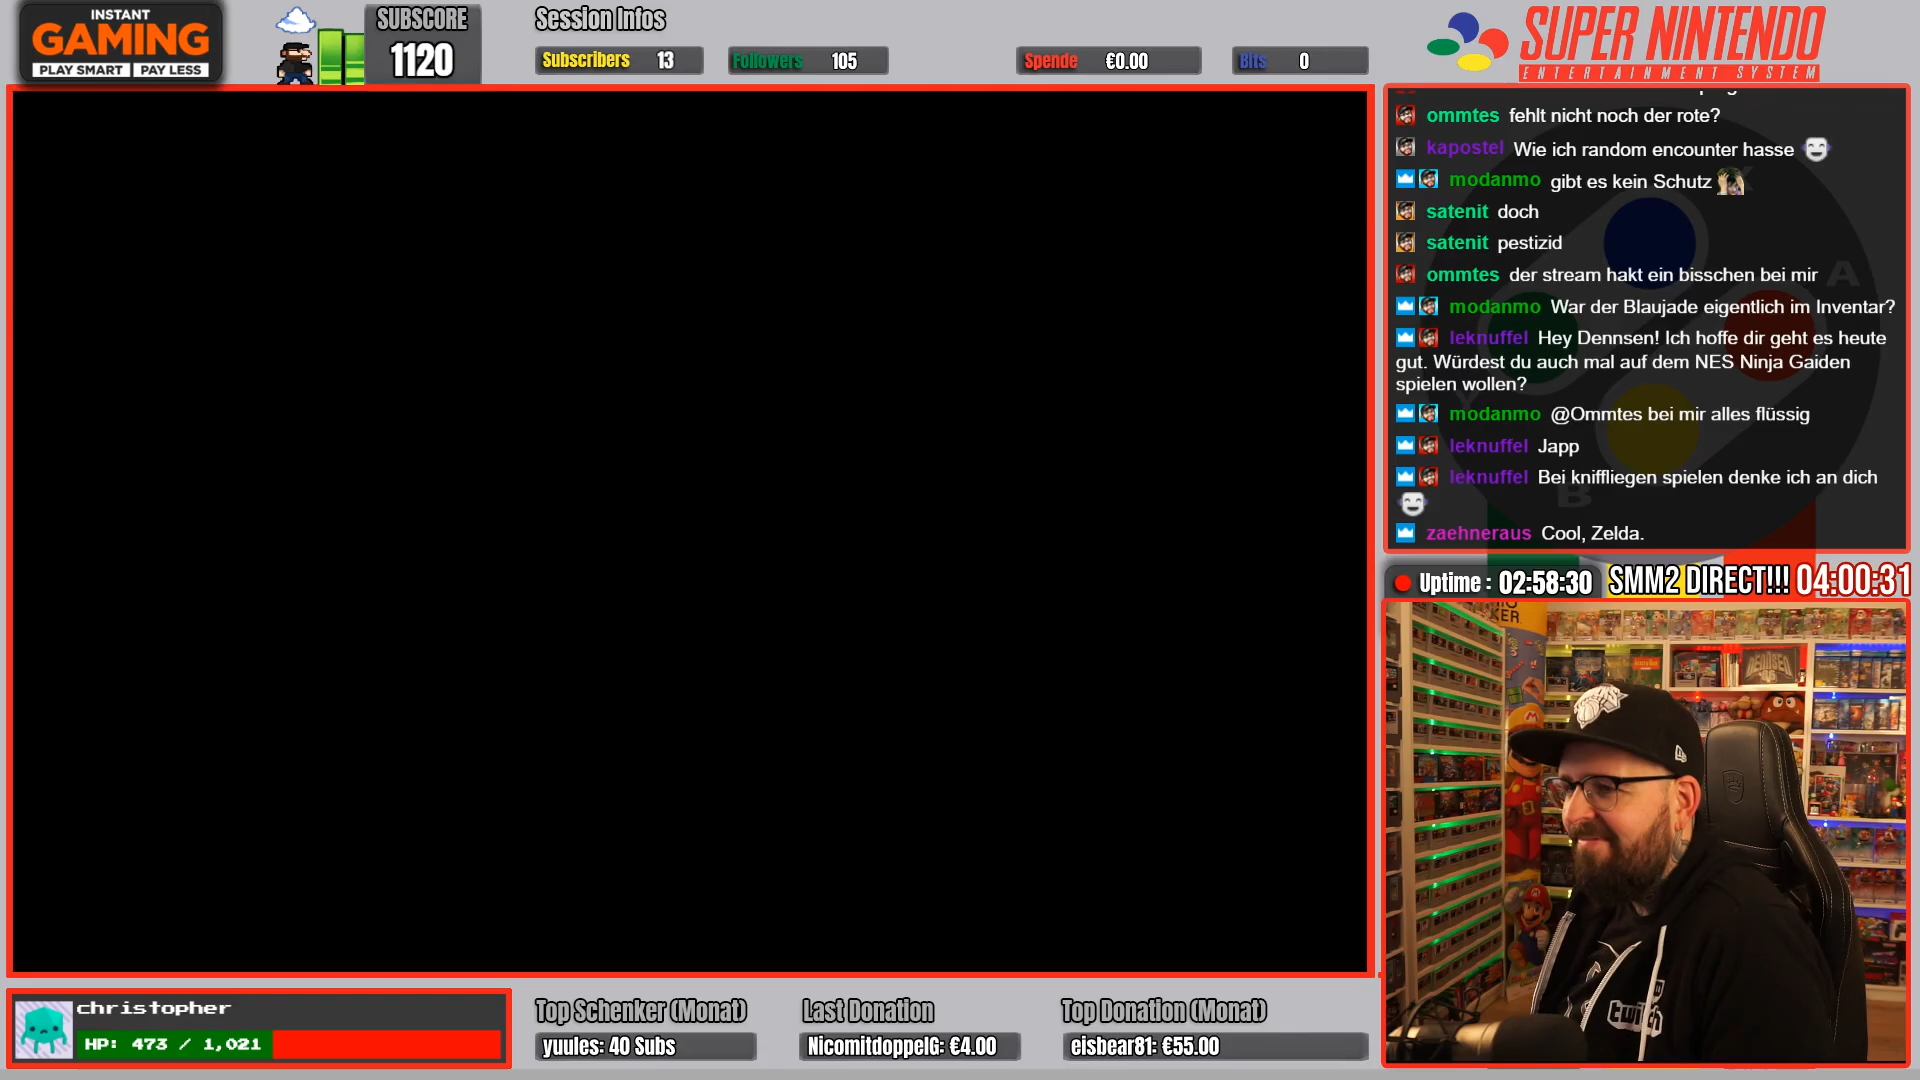 INSTANT
GAMING
PLAY SMART PAY LESS
SUBSCORE
1120
Session Infos
Subscribers 13
Followers 105
Spende €0.00
Bits 0
SUPER NINTENDO
ENTERTAINMENT SYSTEM
ommtes fehlt nicht noch der rote?
kapostel Wie ich random encounter hasse
modanmo gibt es kein Schutz
satenit doch
satenit pestizid
ommtes der stream hakt ein bisschen bei mir
modanmo War der Blaujade eigentlich im Inventar?
leknuffel Hey Dennsen! Ich hoffe dir geht es heute
gut. Würdest du auch mal auf dem NES Ninja Gaiden
spielen wollen?
modanmo @Ommtes bei mir alles flüssig
leknuffel Japp
leknuffel Bei kniffliegen spielen denke ich an dich
zaehneraus Cool, Zelda.
A
B
Uptime : 02:58:30 SMM2 DIRECT!!! 04:00:31
KER
twitch
christopher
HP: 473 / 1,021
Top Schenker (Monat)
yuules: 40 Subs
Last Donation
NicomitdoppelG: €4.00
Top Donation (Monat)
eisbear81: €55.00